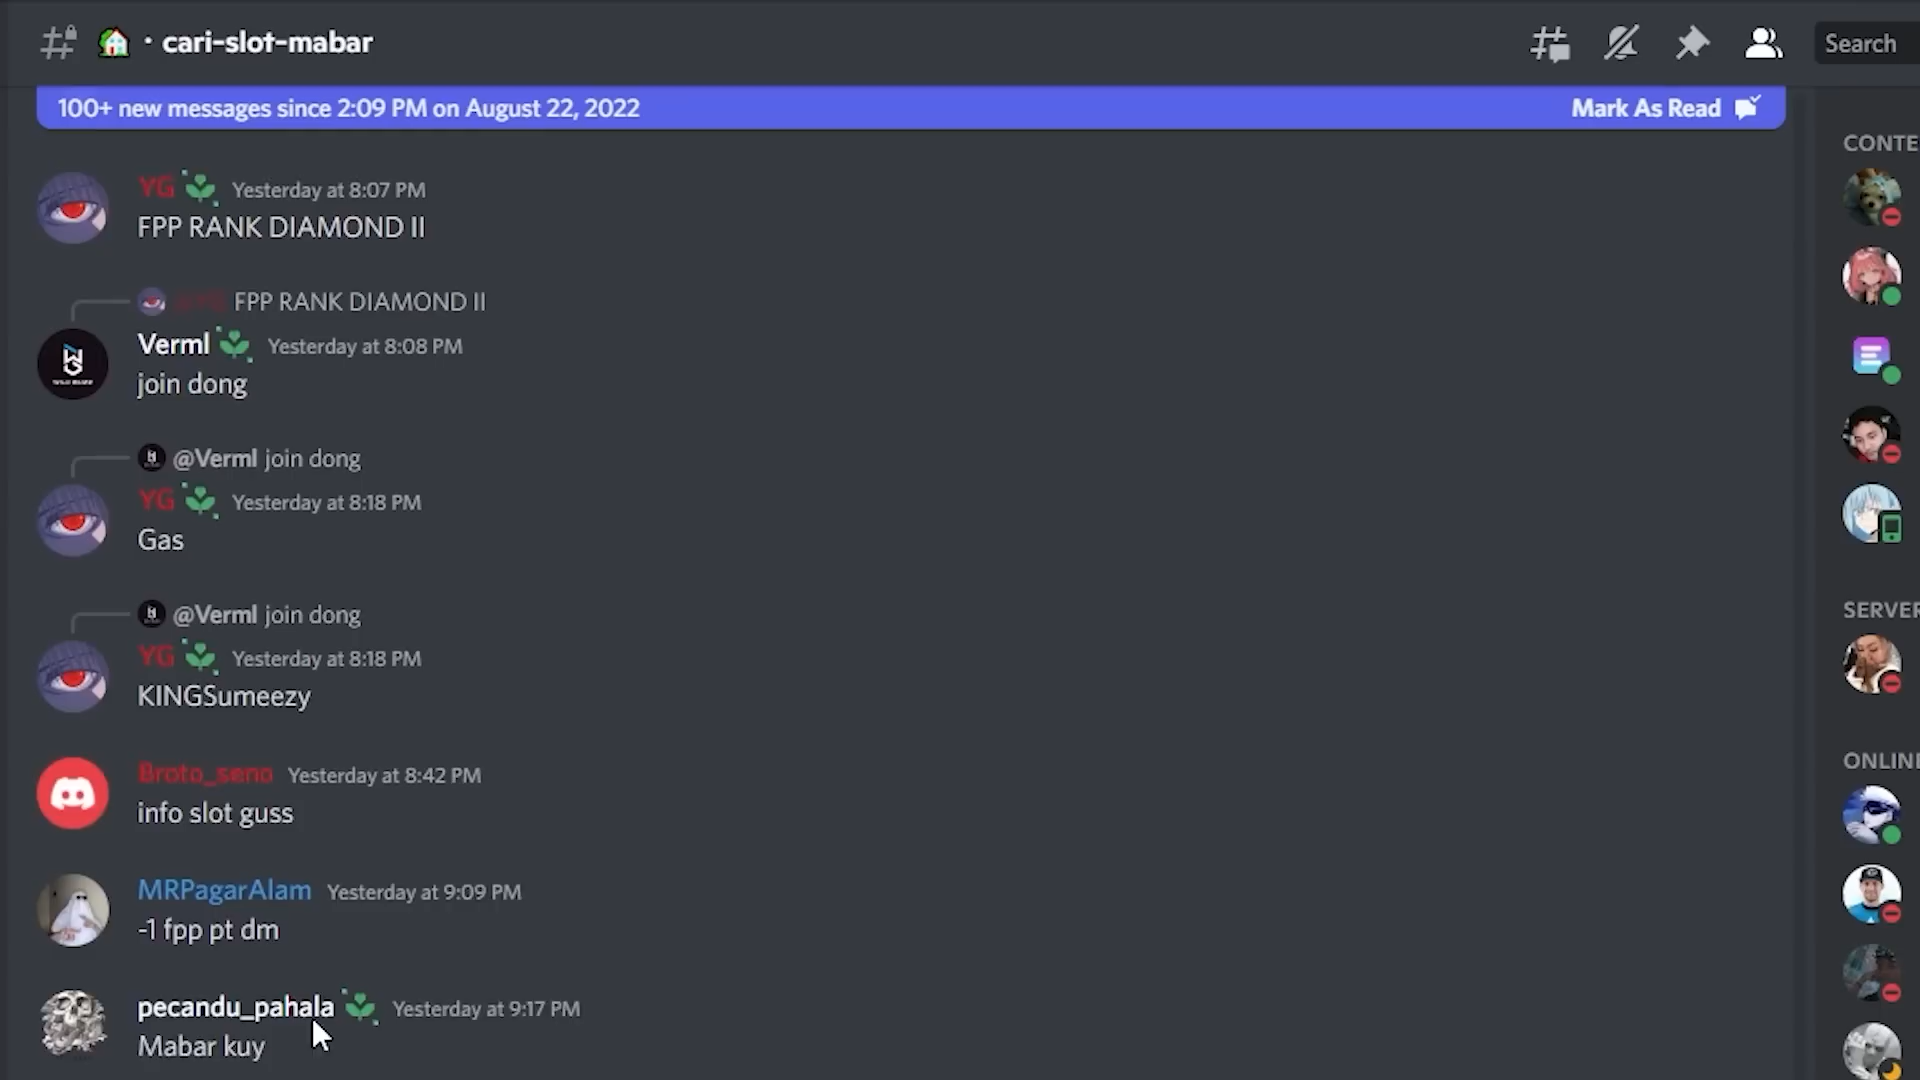 cari-slot-mabar
Search
100+ new messages since 2:09 PM on August 22, 2022
Mark As Read
YG Yesterday at 8:07 PM
FPP RANK DIAMOND II
FPP RANK DIAMOND II
Verml Yesterday at 8:08 PM
join dong
@Verml join dong
YG Yesterday at 8:18 PM
Gas
@Verml join dong
YG Yesterday at 8:18 PM
KINGSumeezy
Broto_seno Yesterday at 8:42 PM
info slot guss
MRPagarAlam Yesterday at 9:09 PM
-1 fpp pt dm
pecandu_pahala Yesterday at 9:17 PM
Mabar kuy
CONTE
SERVER
ONLINE